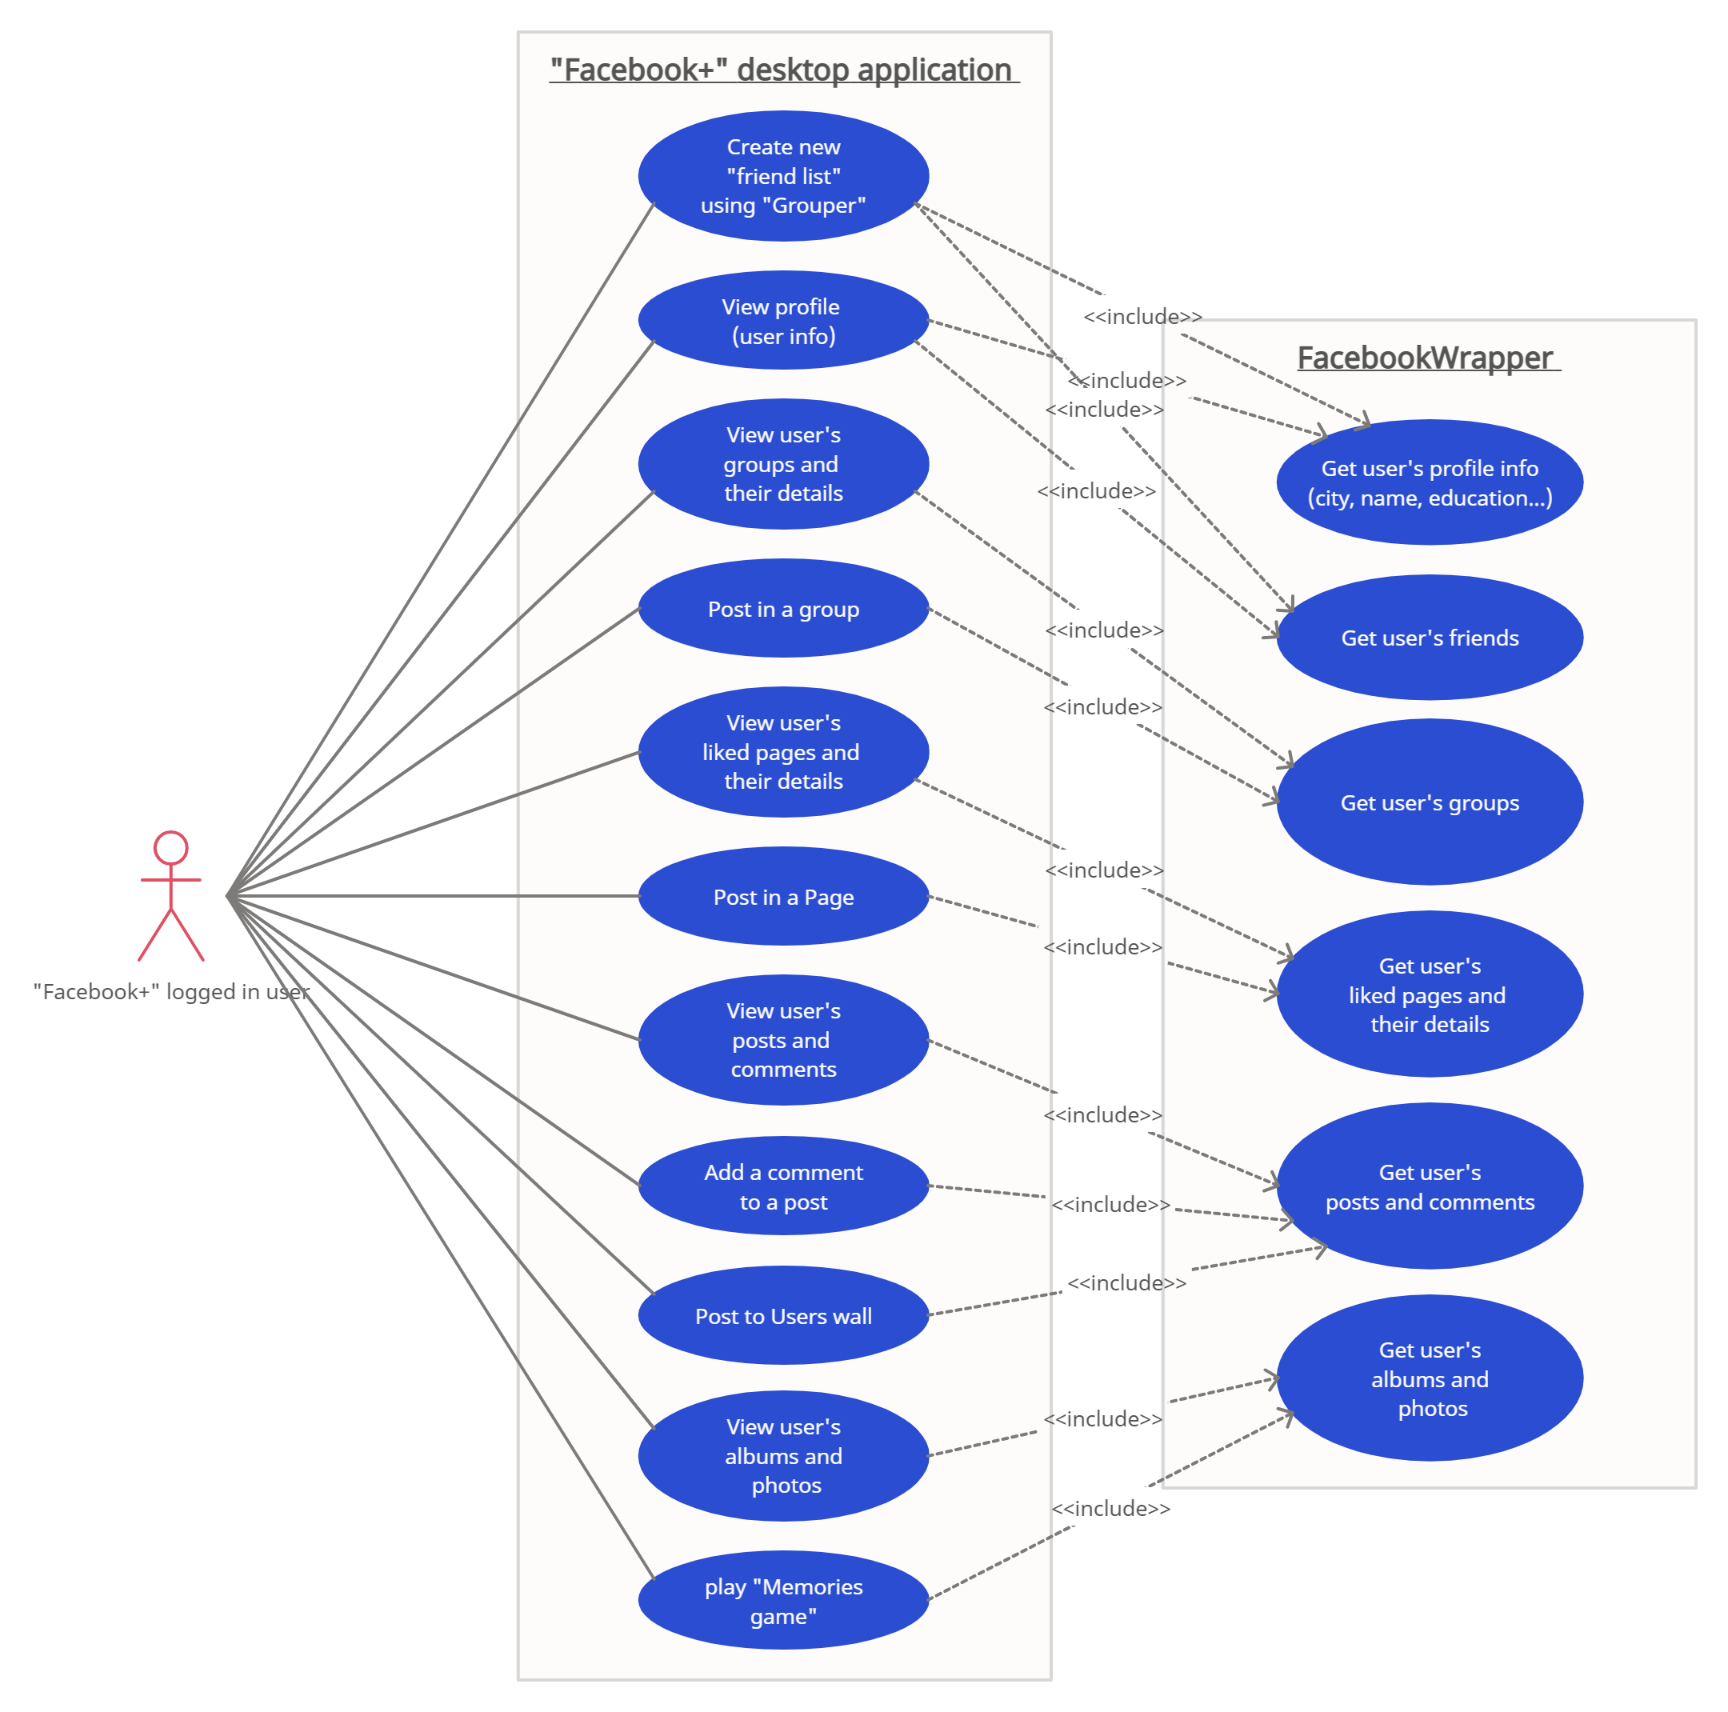 "Facebook+" desktop application
Create new
"friend list"
using "Grouper"
View profile
(user info)
View user's
groups and
their details
Post in a group
View user's
liked pages and
their details
Post in a Page
View user's
posts and
comments
Add a comment
to a post
Post to Users wall
View user's
albums and
photos
play "Memories
game"
"Facebook+" logged in user
<<include>>
<<include>>
<<include>>
<<include>>
<<include>>
<<include>>
<<include>>
<<include>>
<<include>>
<<include>>
<<include>>
<<include>>
<<include>>
FacebookWrapper
Get user's profile info
(city, name, education...)
Get user's friends
Get user's groups
Get user's
liked pages and
their details
Get user's
posts and comments
Get user's
albums and
photos